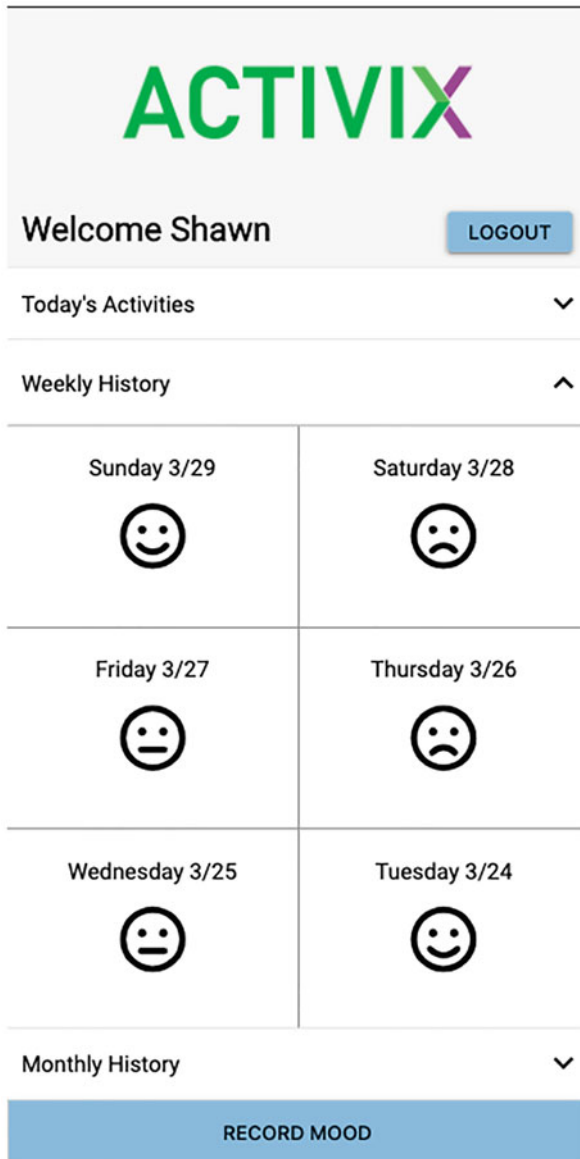 ACTIVIX
Welcome Shawn
LOGOUT
Today's Activities
Weekly History
Sunday 3/29
Saturday 3/28
Friday 3/27
Thursday 3/26
Wednesday 3/25
Tuesday 3/24
Monthly History
RECORD MOOD